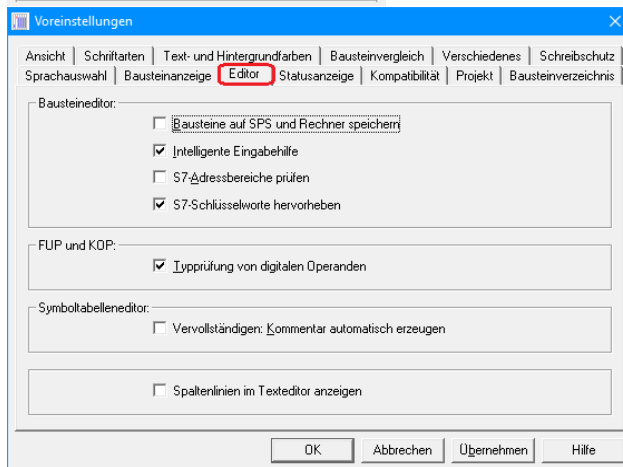 Voreinstellungen
Ansicht | Schriftarten | Text- und Hintergrundfarben | Bausteinvergleich | Verschiedenes | Schreibschutz
Sprachauswahl | Bausteinanzeige | Editor | Statusanzeige | Kompatibilität | Projekt | Bausteinverzeichnis
Bausteineditor:
Bausteine auf SPS und Rechner speichern
Intelligente Eingabehilfe
S7-Adressbereiche prüfen
S7-Schlüsselworte hervorheben
FUP und KOP:
Typprüfung von digitalen Operanden
Symboltabelleneditor:
Vervollständigen: Kommentar automatisch erzeugen
Spaltenlinien im Texteditor anzeigen
OK Abbrechen Übernehmen Hilfe